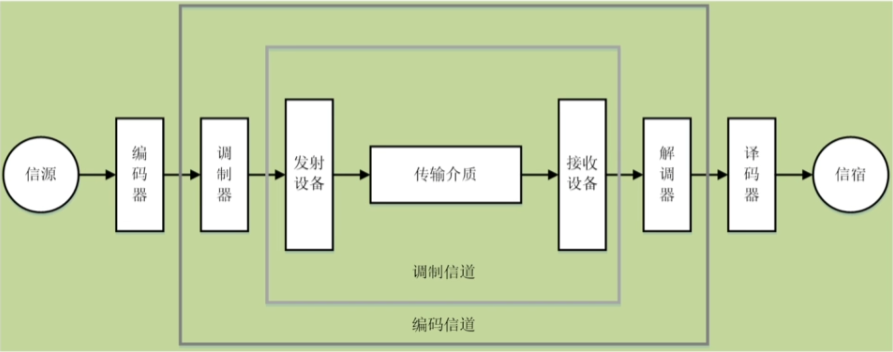 信源
编
码
器
调
制
器
发射
设备
传输介质
接收
设备
解
调
器
译
码
器
信宿
调制信道
编码信道